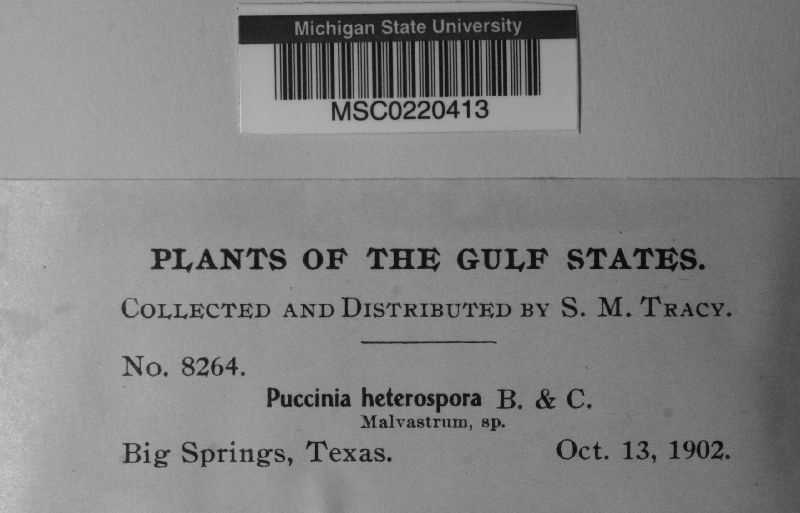 Michigan State University
MSC0220413
PLANTS OF THE GULF STATES.
COLLECTED AND DISTRIBUTED BY S. M. TRACY.
No. 8264.
Puccinia heterospora B. & C.
Malvastrum, sp.
Big Springs, Texas. Oct. 13, 1902.